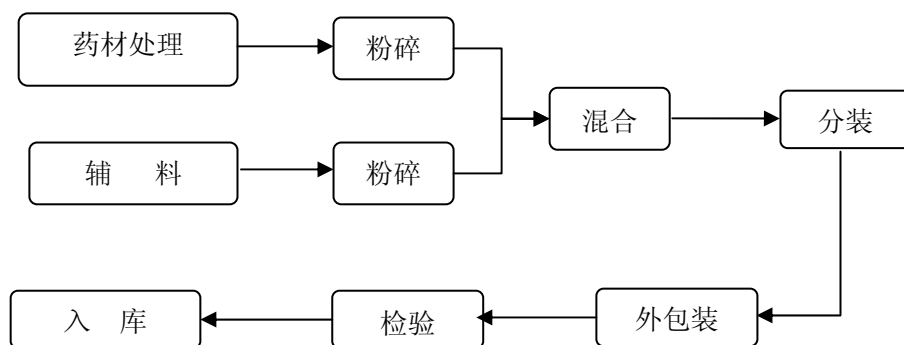 药材处理
粉碎
混合
分装
辅 料
粉碎
入 库
检验
外包装